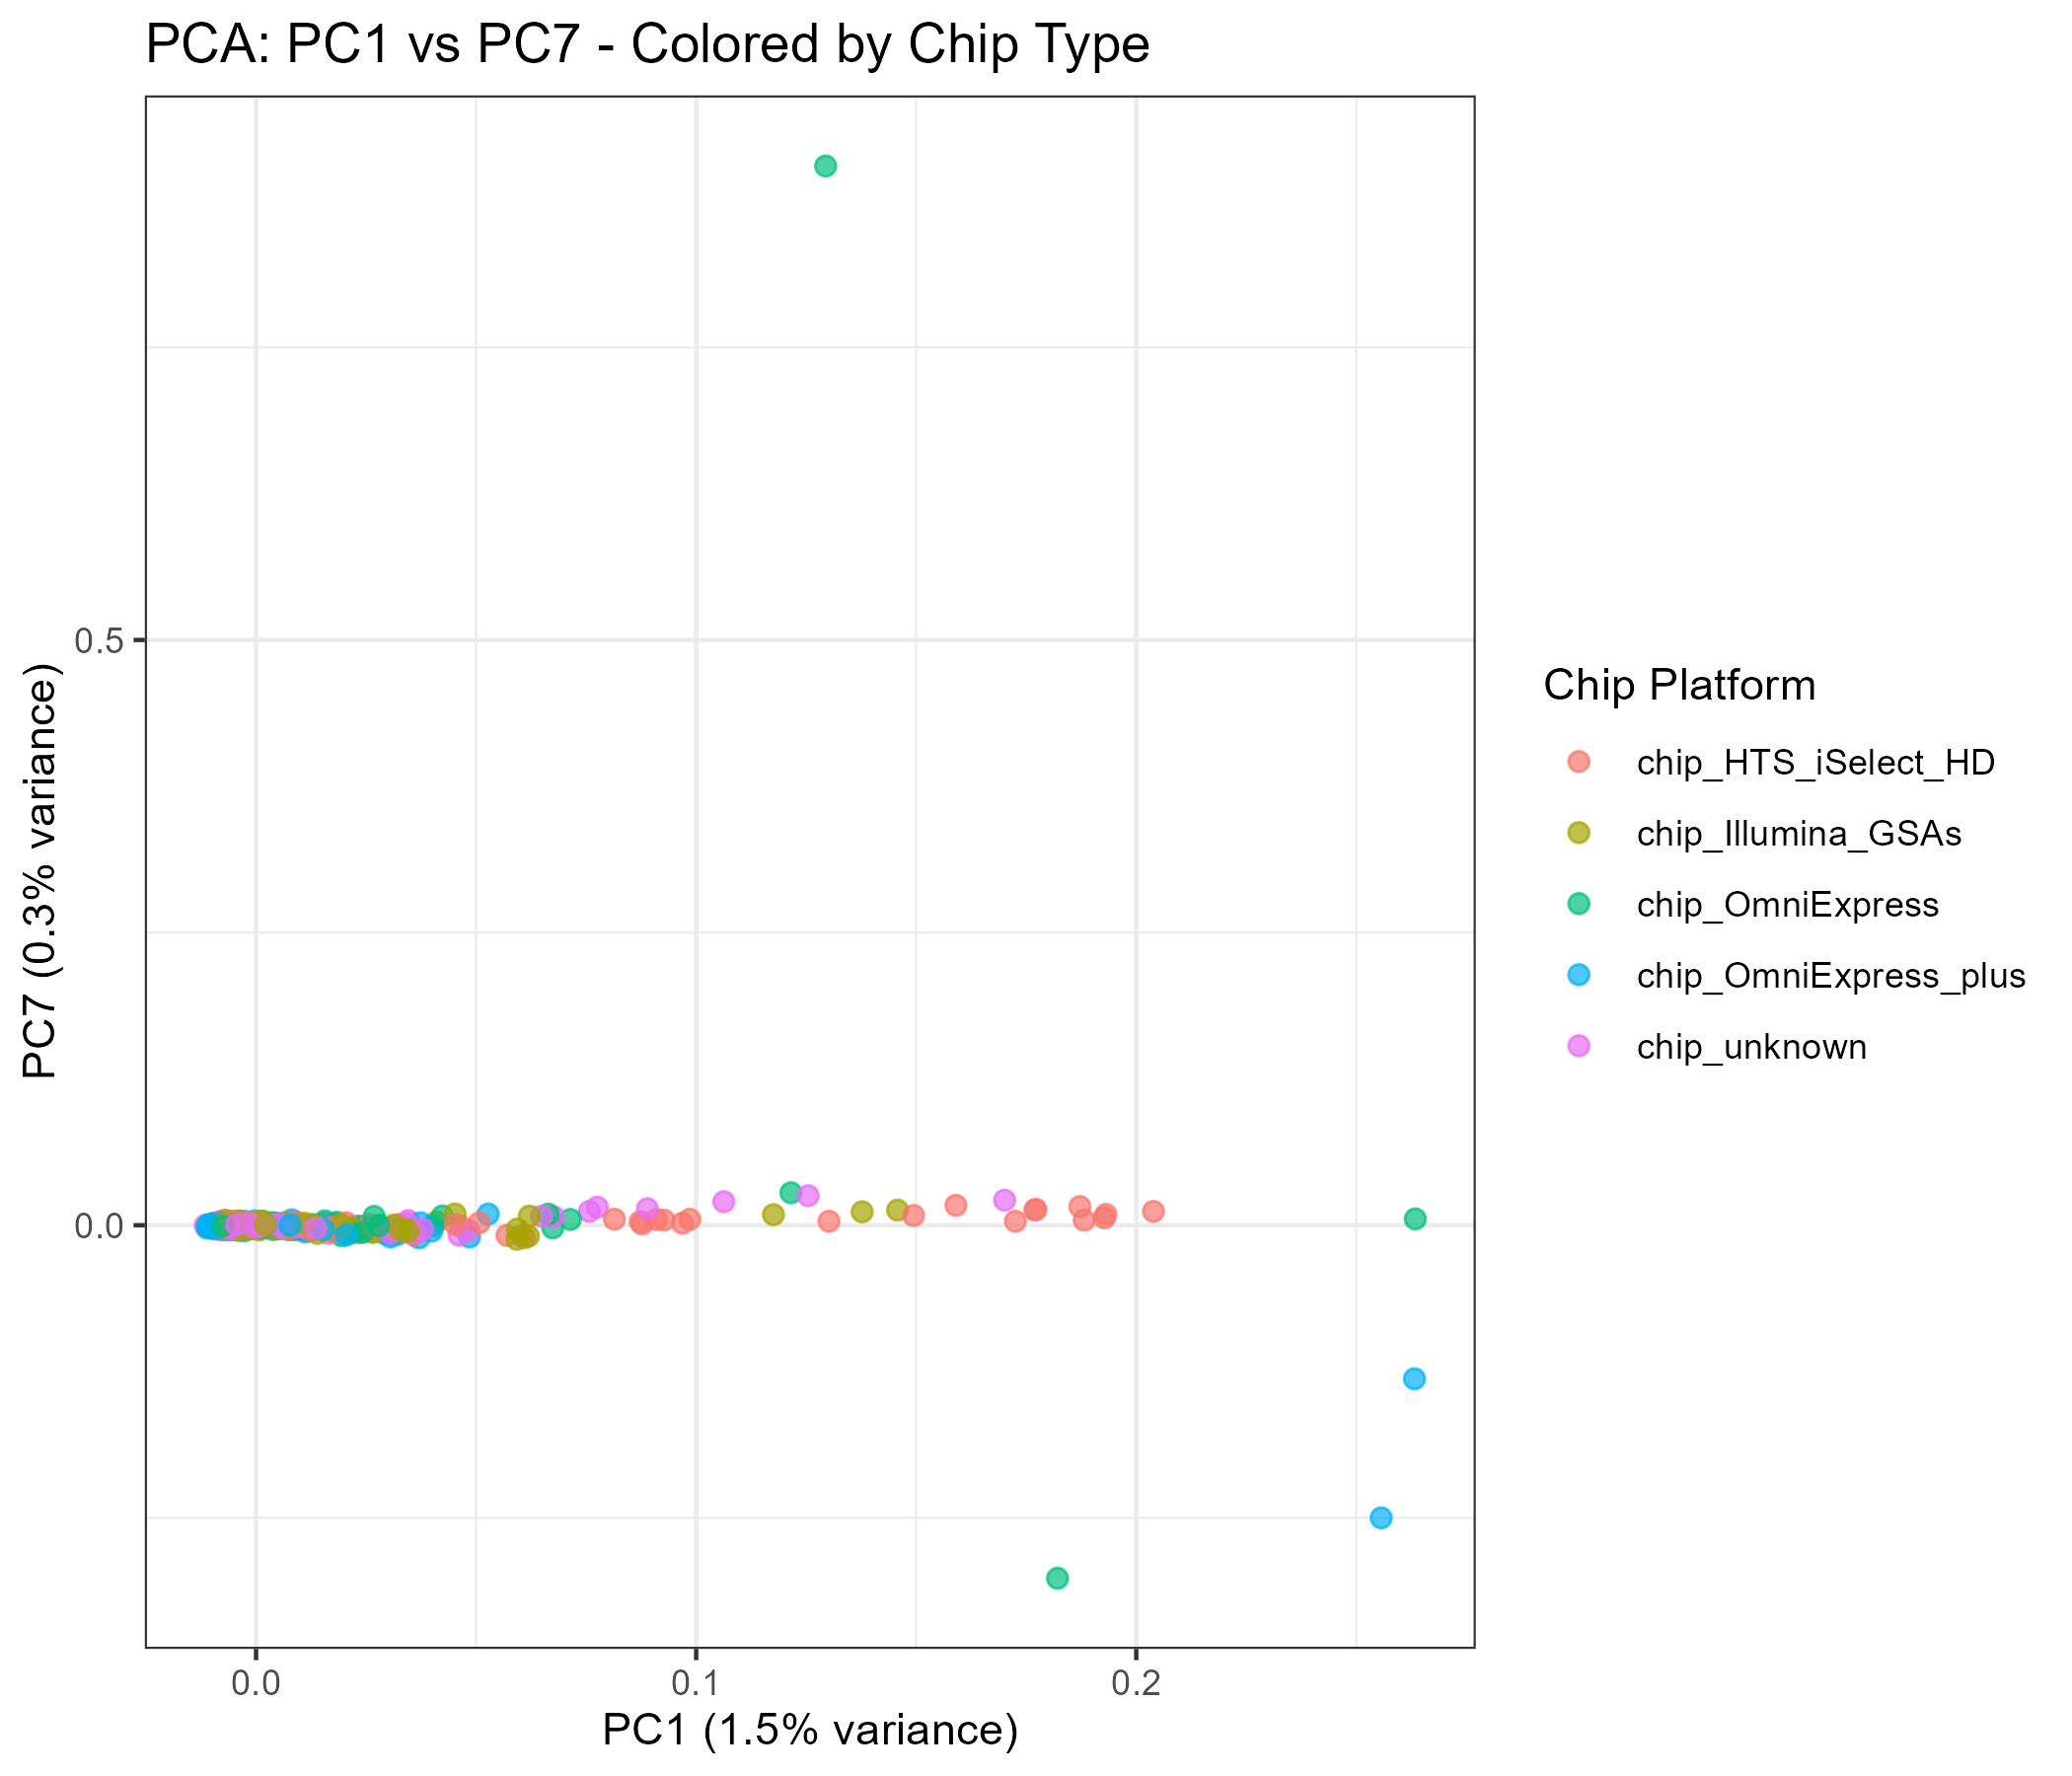 PCA: PC1 vs PC7 - Colored by Chip Type
PC7 (0.3% variance)
0.5
0.0
0.0
0.1
0.2
PC1 (1.5% variance)
Chip Platform
chip_HTS_iSelect_HD
chip_Illumina_GSAs
chip_OmniExpress
chip_OmniExpress_plus
chip_unknown